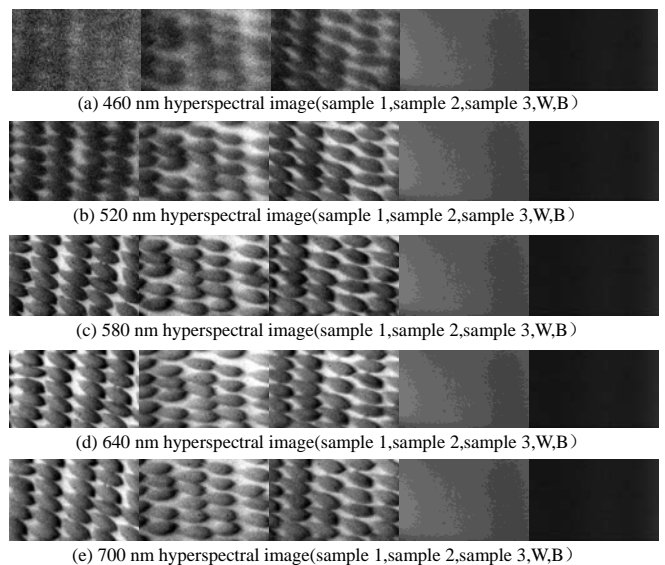 (a) 460 nm hyperspectral image(sample 1,sample 2,sample 3,W,B）
(b) 520 nm hyperspectral image(sample 1,sample 2,sample 3,W,B）
(c) 580 nm hyperspectral image(sample 1,sample 2,sample 3,W,B）
(d) 640 nm hyperspectral image(sample 1,sample 2,sample 3,W,B）
(e) 700 nm hyperspectral image(sample 1,sample 2,sample 3,W,B）